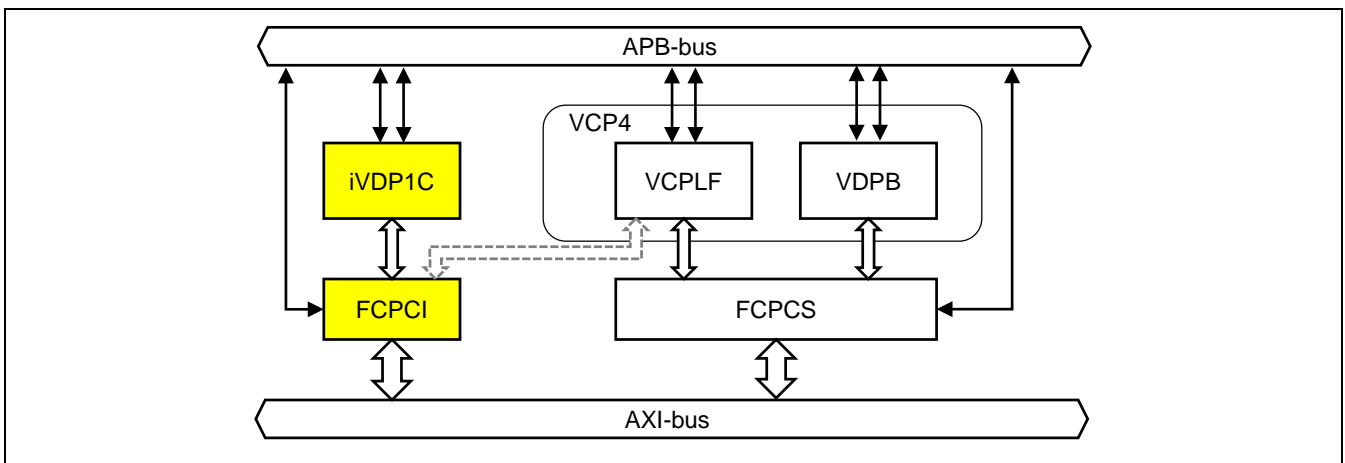 APB-bus
VCP4
iVDP1C
VCPLF
VDPB
FCPCI
FCPCS
AXI-bus